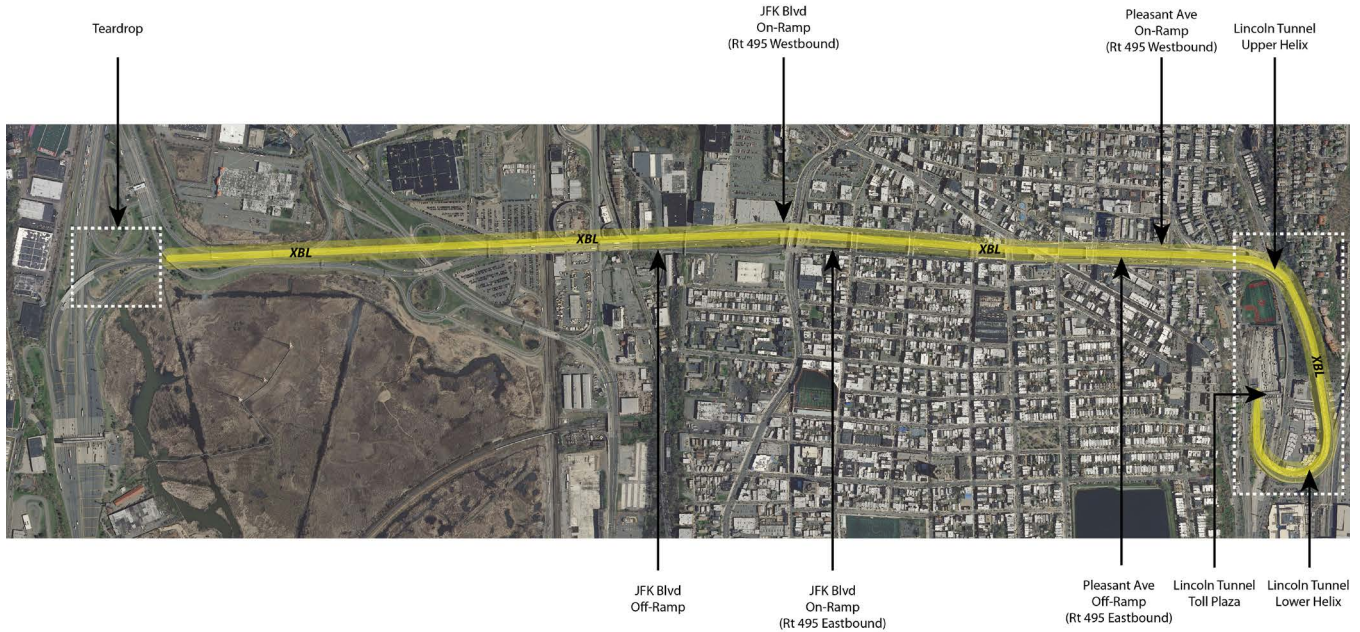 Teardrop
JFK Blvd
On-Ramp
(Rt 495 Westbound)
Pleasant Ave
On-Ramp
(Rt 495 Westbound)
Lincoln Tunnel
Upper Helix
XBL
XBL
XBL
XBL
JFK Blvd
Off-Ramp
JFK Blvd
On-Ramp
(Rt 495 Eastbound)
Pleasant Ave
Off-Ramp
(Rt 495 Eastbound)
Lincoln Tunnel
Toll Plaza
Lincoln Tunnel
Lower Helix